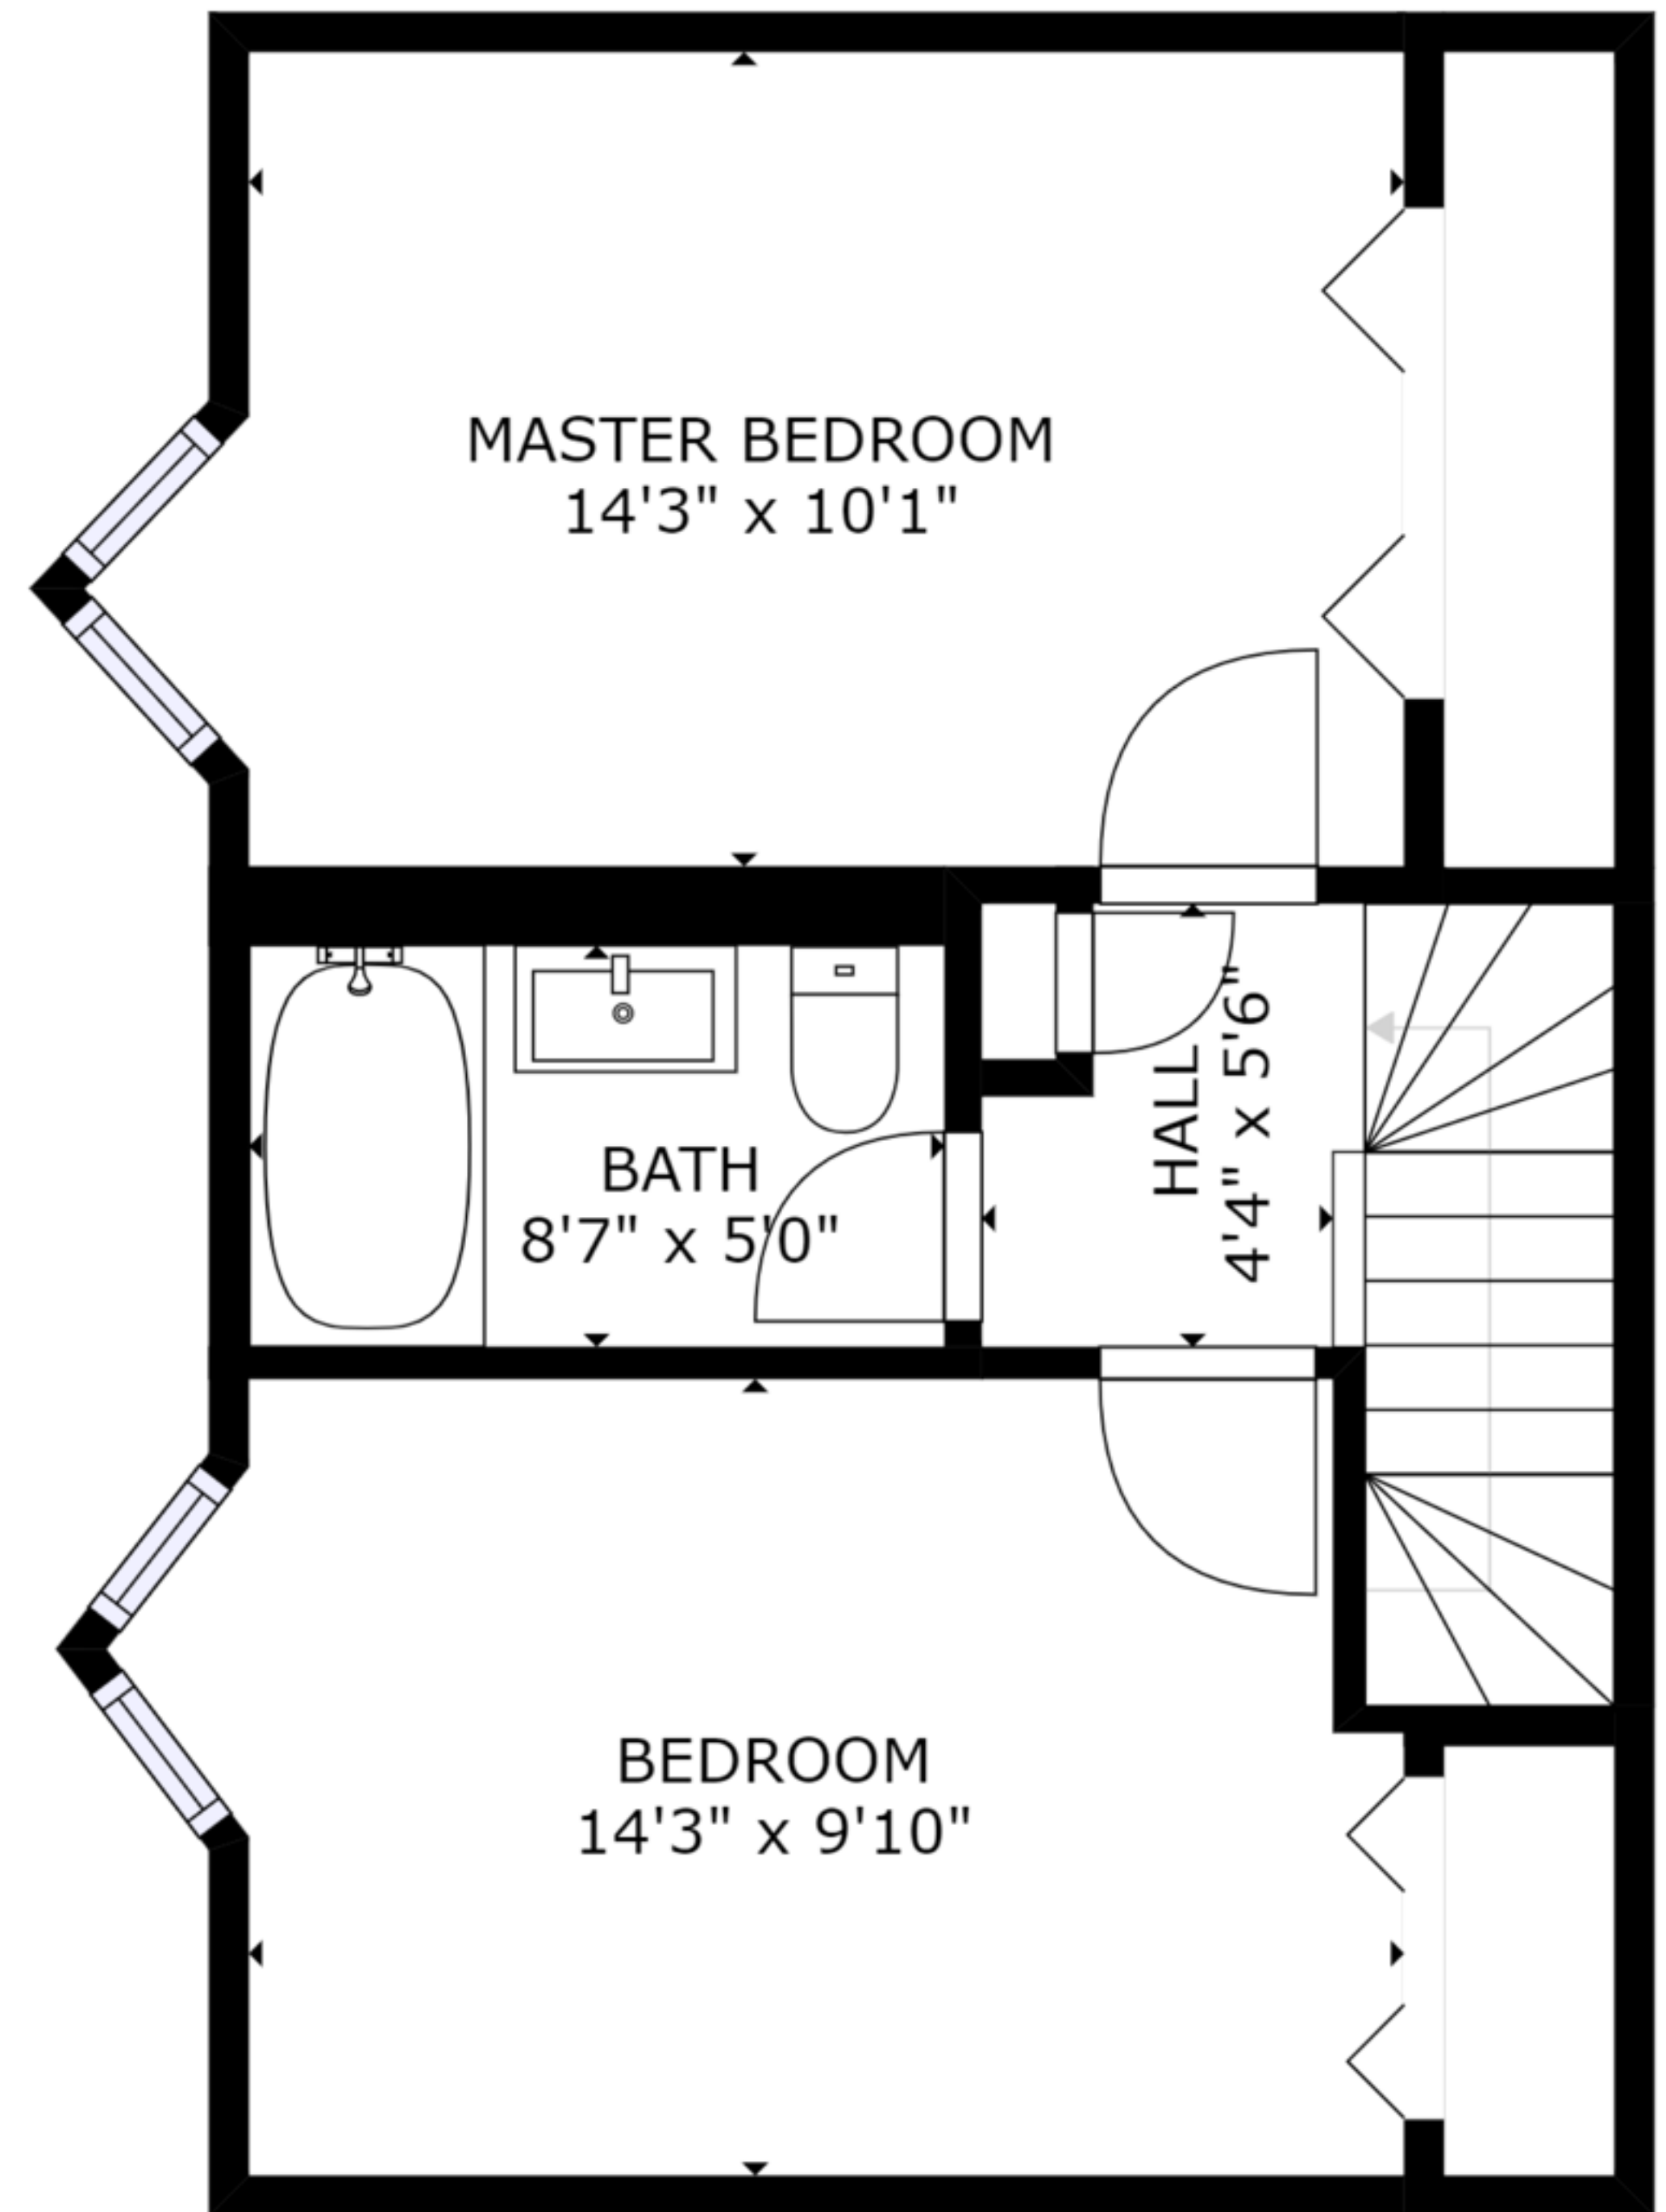 MASTER BEDROOM
14'3" x 10'1"
BATH
8'7" x 5'0"
HALL
4'4" x 5'6"
BEDROOM
14'3" x 9'10"